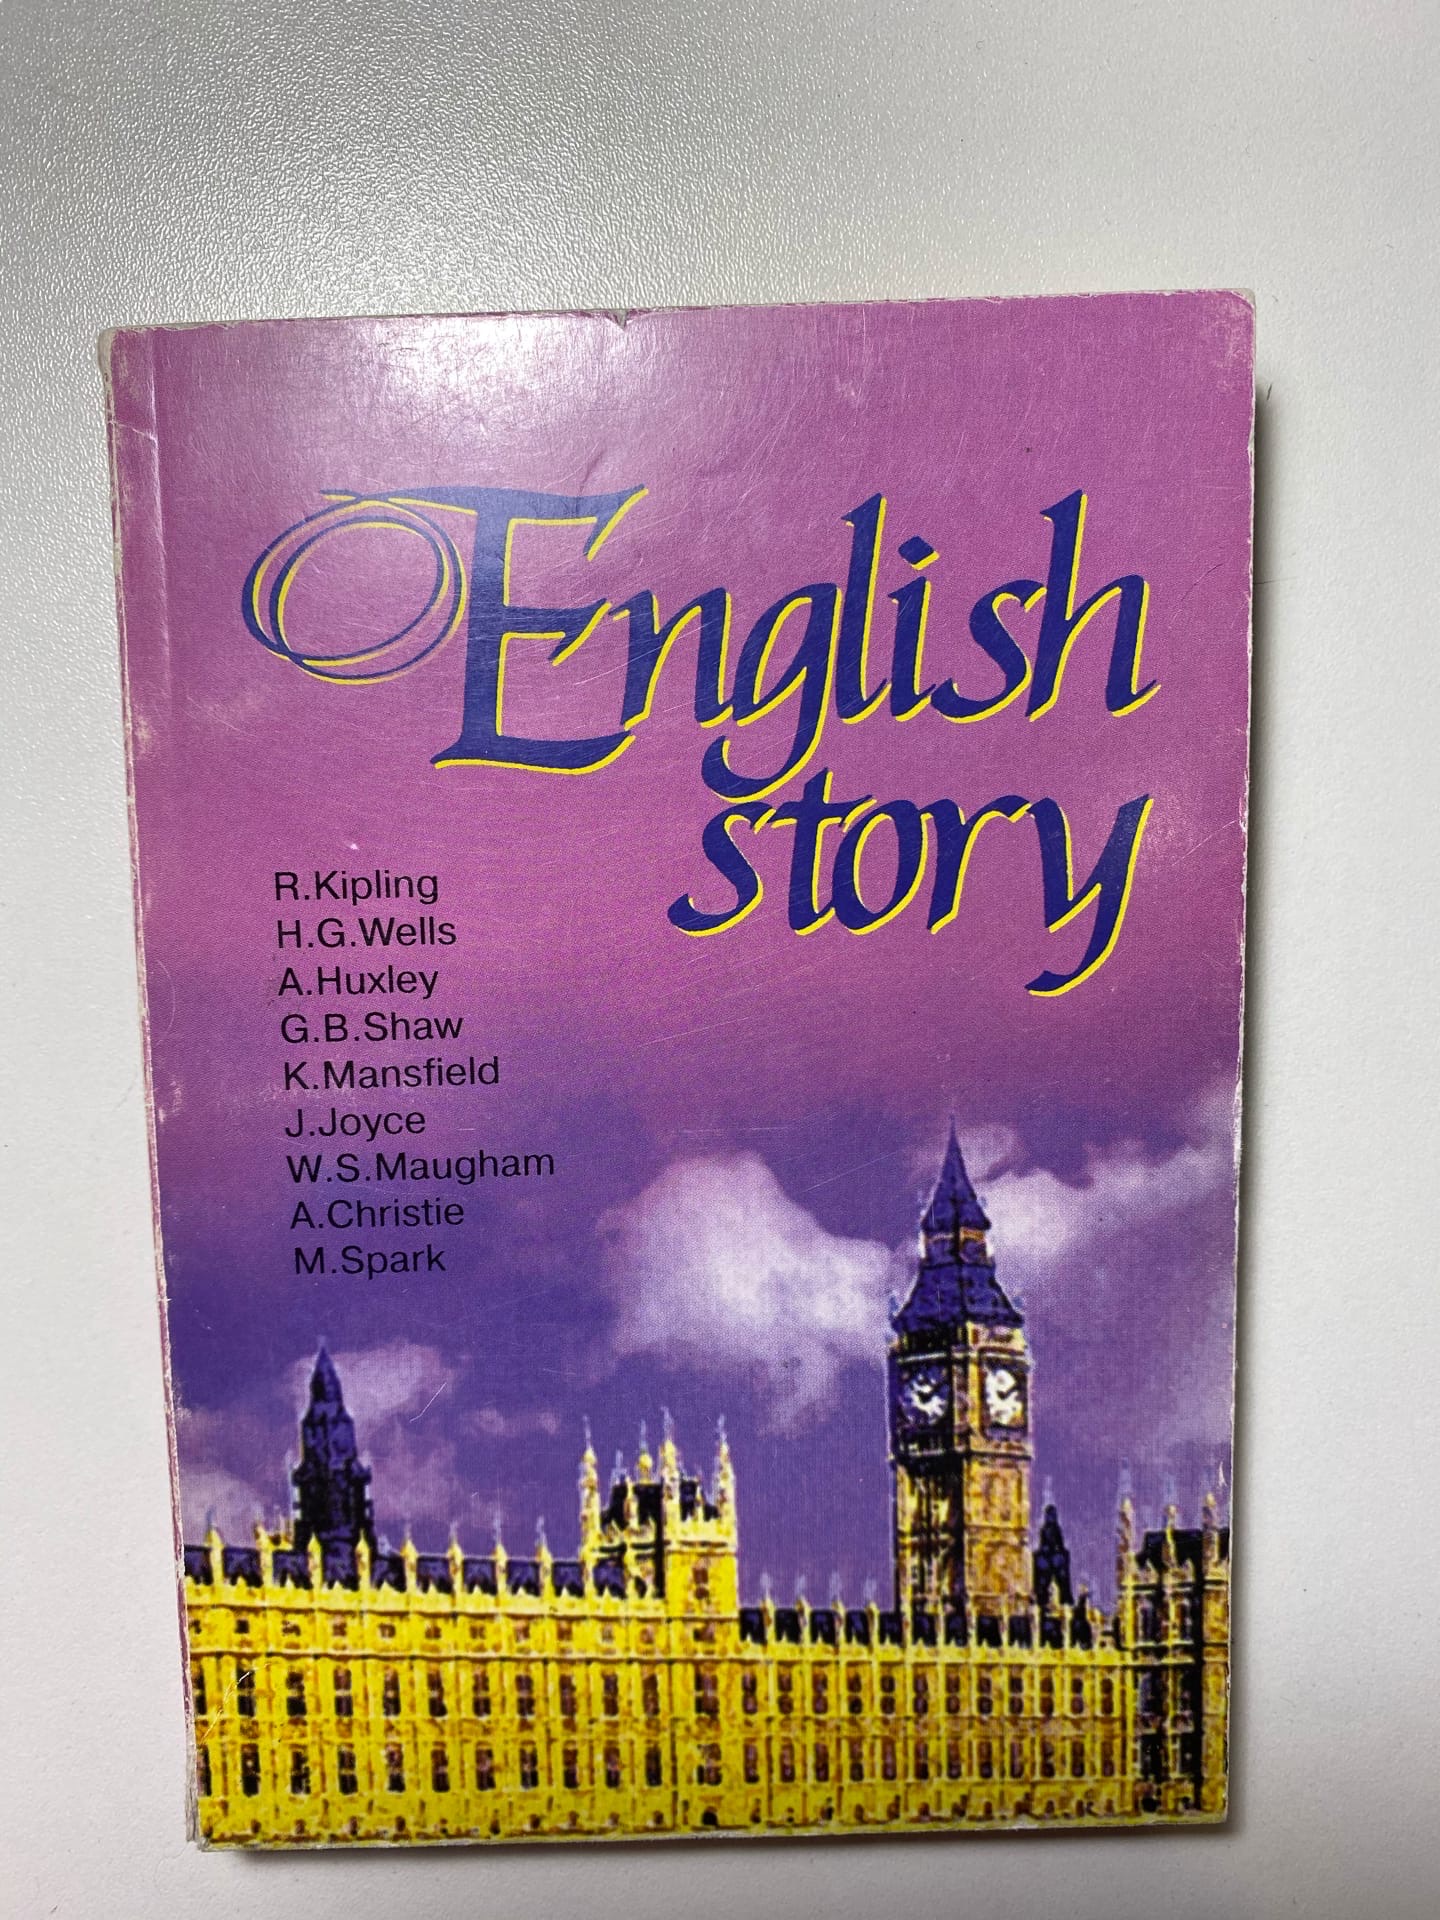 English
story
R.Kipling
H.G.Wells
A.Huxley
G.B.Shaw
K.Mansfield
J.Joyce
W.S.Maugham
A.Christie
M.Spark